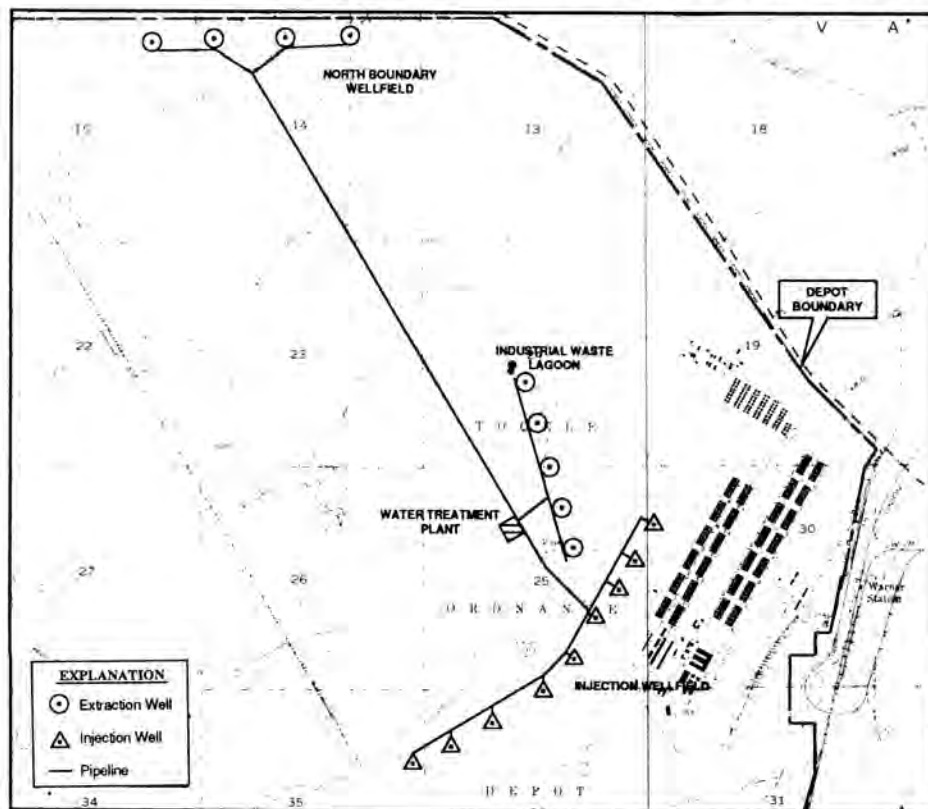 V A
NORTH BOUNDARY
WELLFIELD
15
14
13
18
DEPOT
BOUNDARY
22
23
INDUSTRIAL WASTE
LAGOON
19
T O O E L E
WATER TREATMENT
PLANT
30
27
26
25
Warner
Station
O R D N A N C E
INJECTION WELLFIELD
EXPLANATION
Extraction Well
Injection Well
Pipeline
34
35
D E P O T
31